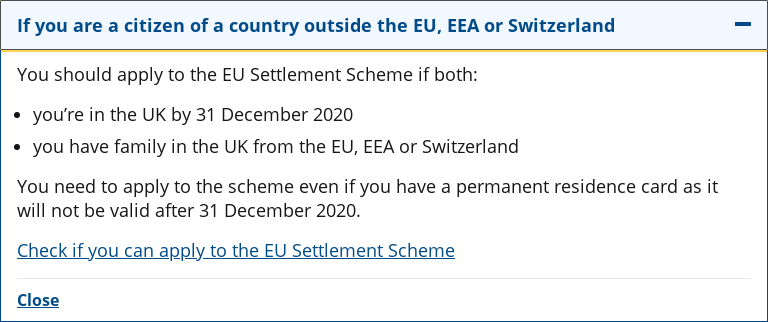 If you are a citizen of a country outside the EU, EEA or Switzerland
You should apply to the EU Settlement Scheme if both:
you’re in the UK by 31 December 2020
you have family in the UK from the EU, EEA or Switzerland
You need to apply to the scheme even if you have a permanent residence card as it
will not be valid after 31 December 2020.
Check if you can apply to the EU Settlement Scheme
Close